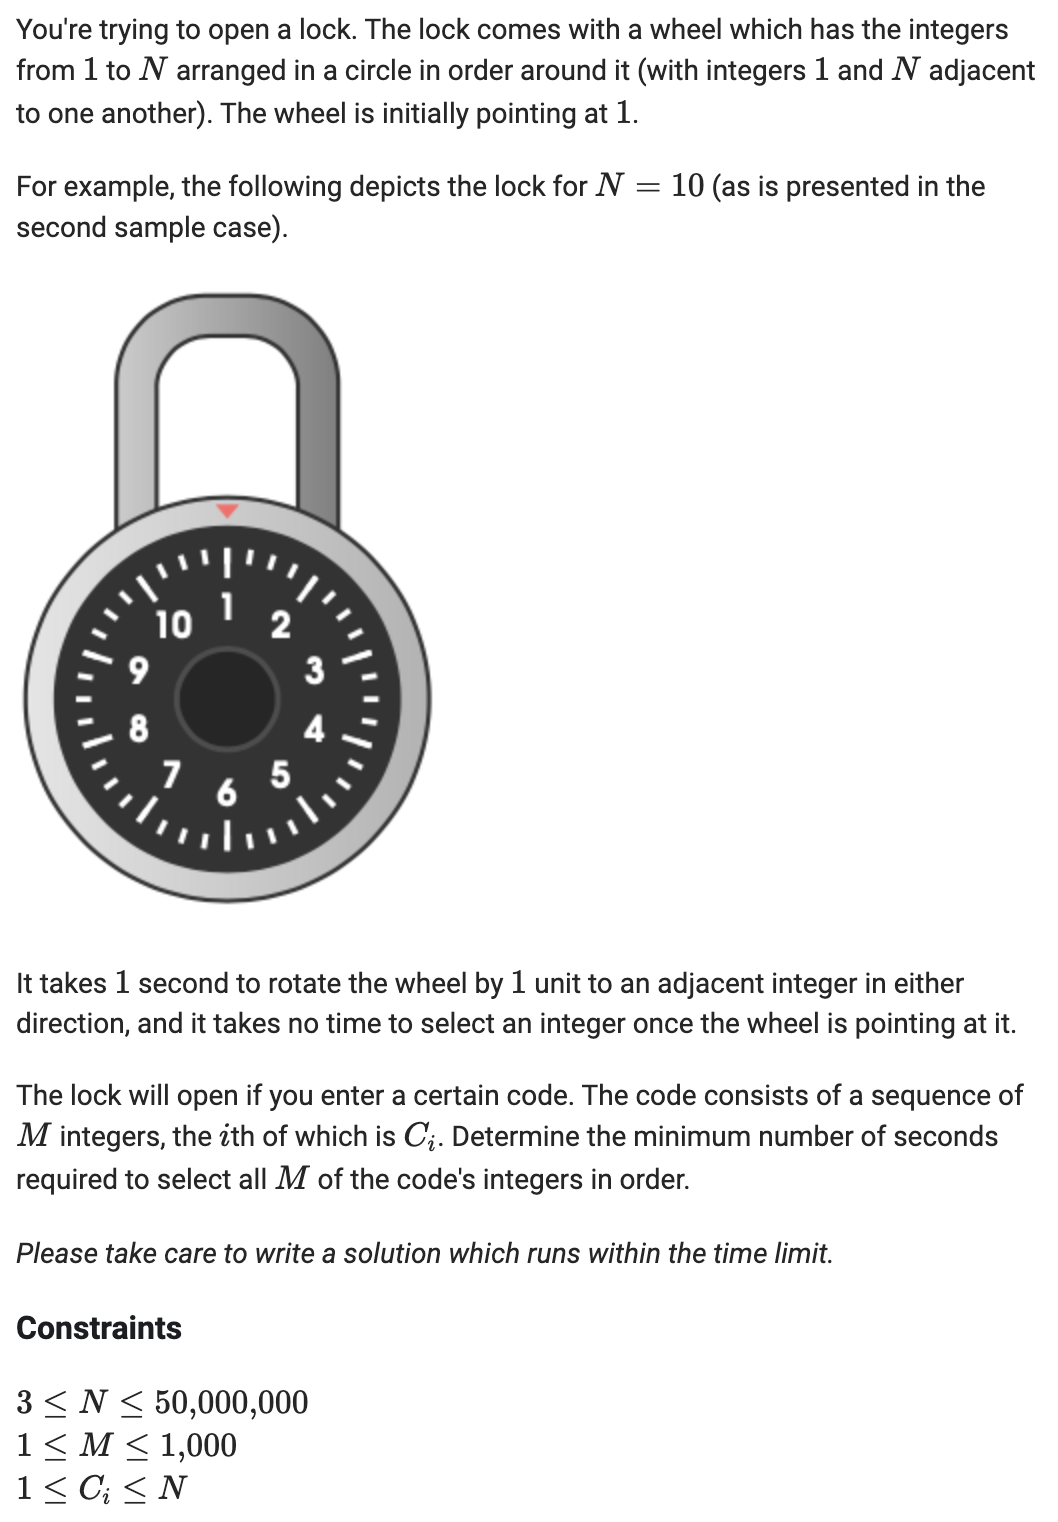 You're trying to open a lock. The lock comes with a wheel which has the integers
from 1 to N arranged in a circle in order around it (with integers 1 and N adjacent
to one another). The wheel is initially pointing at 1.
For example, the following depicts the lock for N = 10 (as is presented in the
second sample case).
1
10 2
9 3
8 4
7 5
6
It takes 1 second to rotate the wheel by 1 unit to an adjacent integer in either
direction, and it takes no time to select an integer once the wheel is pointing at it.
The lock will open if you enter a certain code. The code consists of a sequence of
M integers, the ith of which is C_i. Determine the minimum number of seconds
required to select all M of the code's integers in order.
Please take care to write a solution which runs within the time limit.
Constraints
3 ≤ N ≤ 50,000,000
1 ≤ M ≤ 1,000
1 ≤ C_i ≤ N